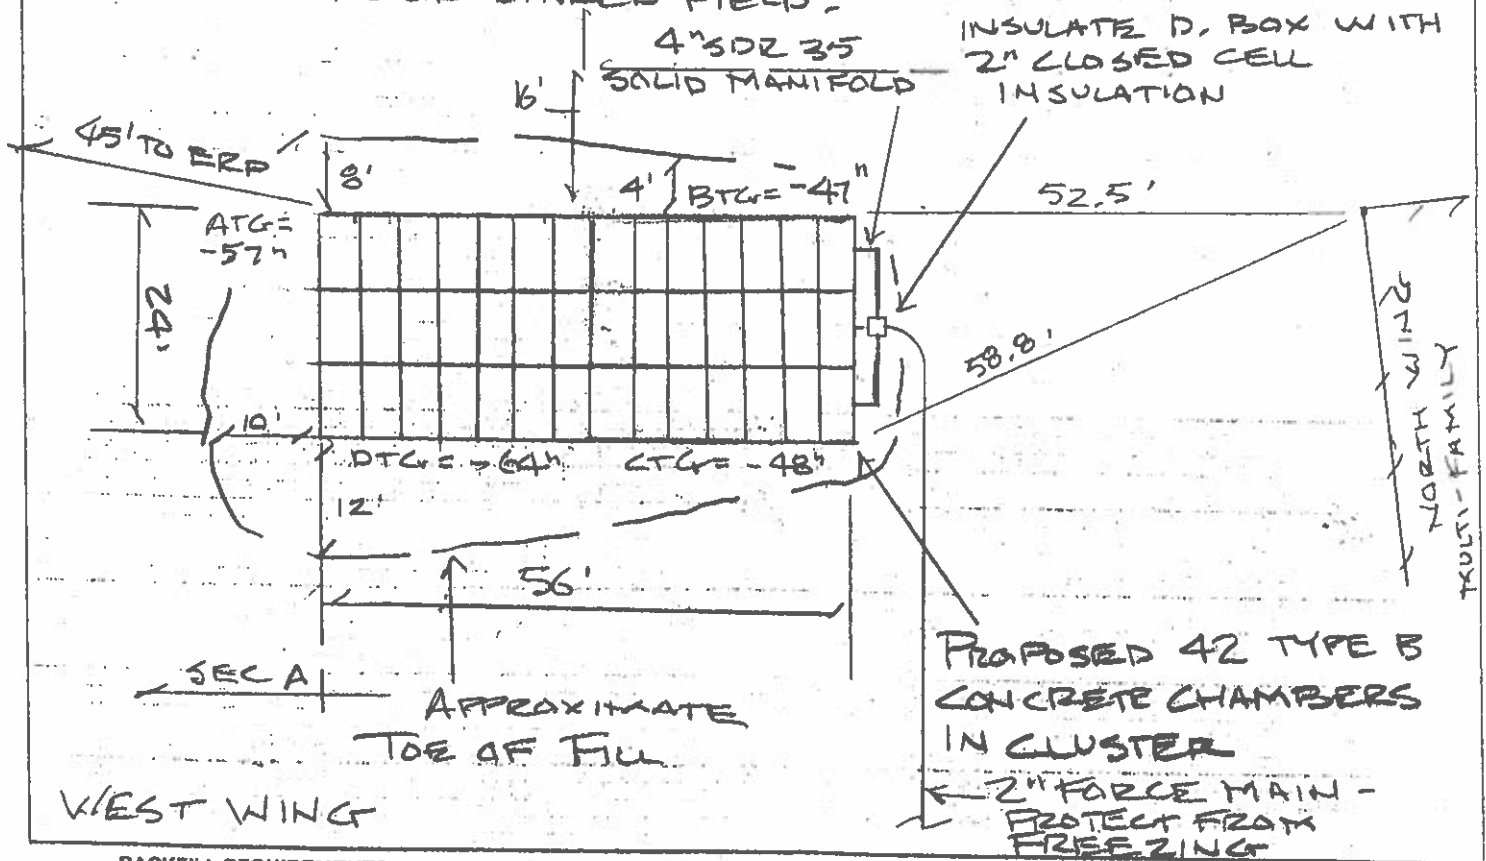 FIELD.
4" SDR 35
SOLID MANIFOLD
INSULATE D. BOX WITH
2" CLOSED CELL
INSULATION
16'
45' TO ERP
8'
4'
BTG = -47"
52.5'
ATG =
-57"
24'
58.8'
NORTH WING
MULTI-FAMILY
10'
DTG = -64"
CTG = -48"
12'
56'
SEC A
APPROXIMATE
TOE OF FILL
PROPOSED 42 TYPE B
CONCRETE CHAMBERS
IN CLUSTER
2" FORCE MAIN -
PROTECT FROM
FREEZING
WEST WING